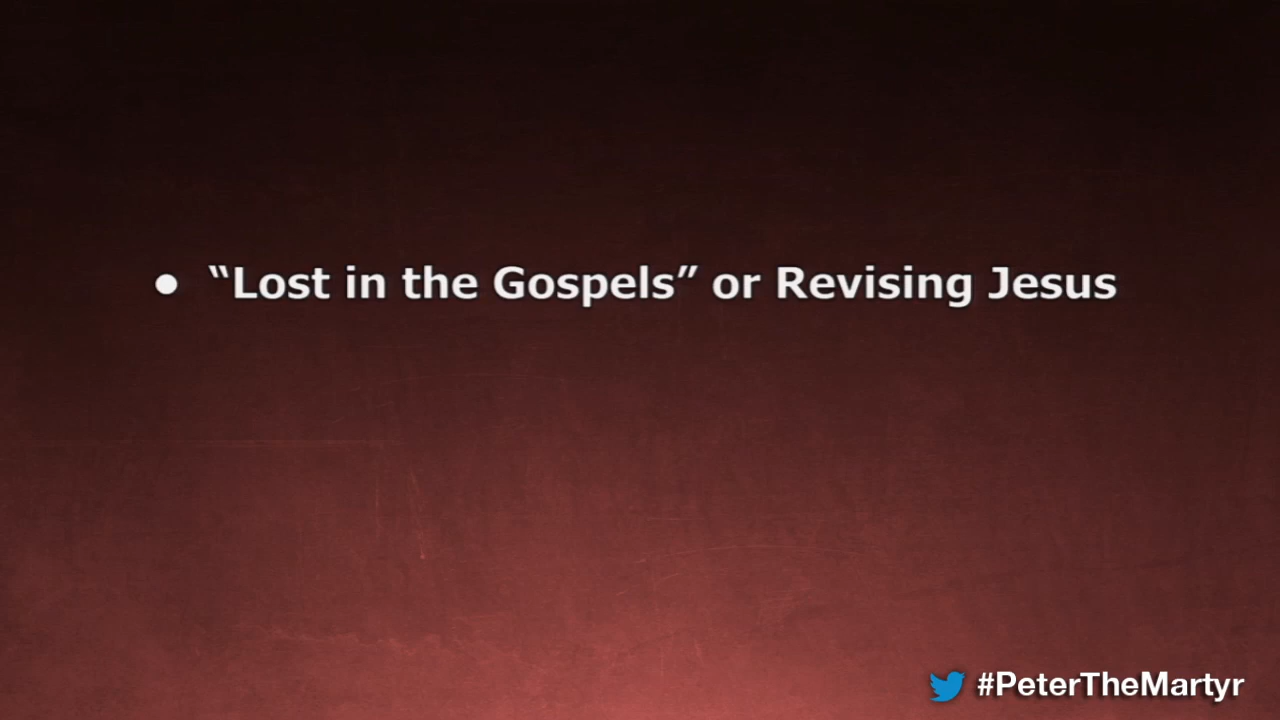 • “Lost in the Gospels” or Revising Jesus
#PeterTheMartyr